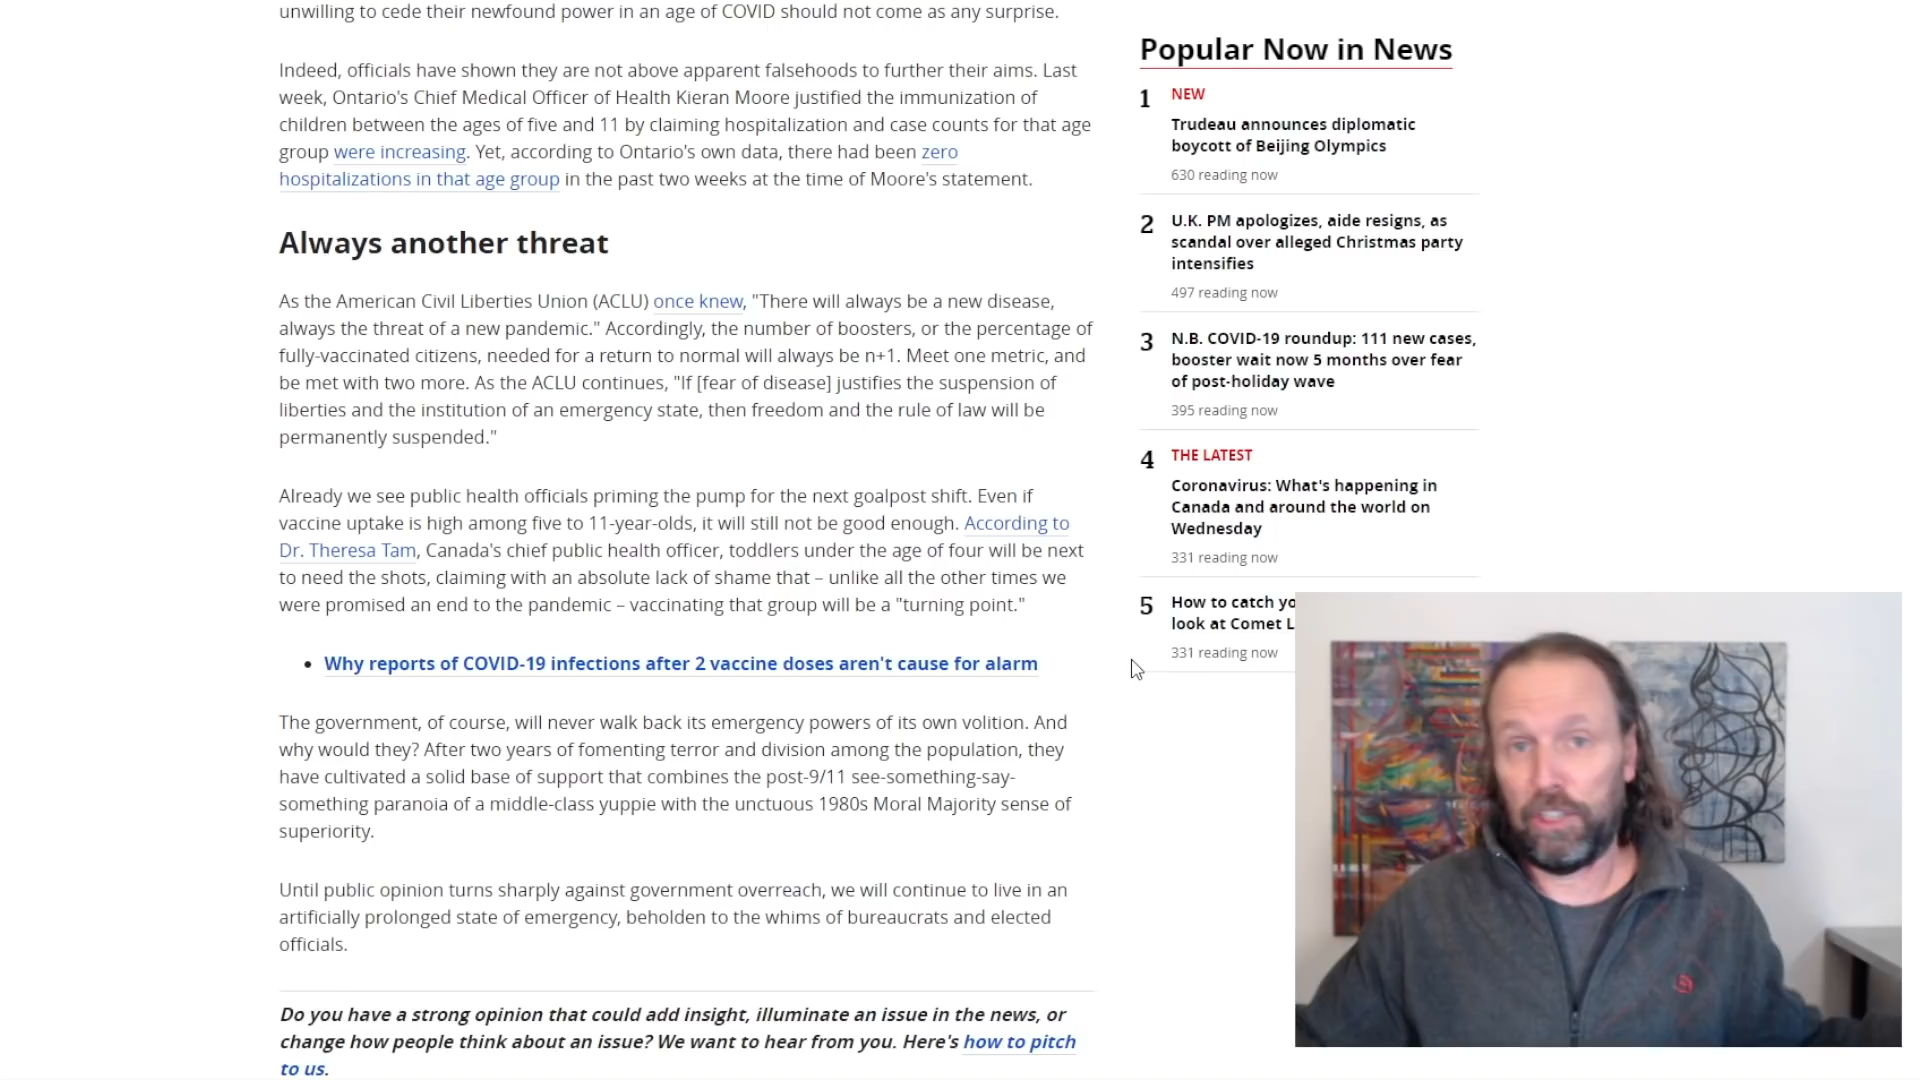 unwilling to cede their newfound power in an age of COVID should not come as any surprise.
Indeed, officials have shown they are not above apparent falsehoods to further their aims. Last
week, Ontario's Chief Medical Officer of Health Kieran Moore justified the immunization of
children between the ages of five and 11 by claiming hospitalization and case counts for that age
group were increasing. Yet, according to Ontario's own data, there had been zero
hospitalizations in that age group in the past two weeks at the time of Moore's statement.
Always another threat
As the American Civil Liberties Union (ACLU) once knew, "There will always be a new disease,
always the threat of a new pandemic." Accordingly, the number of boosters, or the percentage of
fully-vaccinated citizens, needed for a return to normal will always be n+1. Meet one metric, and
be met with two more. As the ACLU continues, "If [fear of disease] justifies the suspension of
liberties and the institution of an emergency state, then freedom and the rule of law will be
permanently suspended."
Already we see public health officials priming the pump for the next goalpost shift. Even if
vaccine uptake is high among five to 11-year-olds, it will still not be good enough. According to
Dr. Theresa Tam, Canada's chief public health officer, toddlers under the age of four will be next
to need the shots, claiming with an absolute lack of shame that – unlike all the other times we
were promised an end to the pandemic – vaccinating that group will be a "turning point."
• Why reports of COVID-19 infections after 2 vaccine doses aren't cause for alarm
The government, of course, will never walk back its emergency powers of its own volition. And
why would they? After two years of fomenting terror and division among the population, they
have cultivated a solid base of support that combines the post-9/11 see-something-say-
something paranoia of a middle-class yuppie with the unctuous 1980s Moral Majority sense of
superiority.
Until public opinion turns sharply against government overreach, we will continue to live in an
artificially prolonged state of emergency, beholden to the whims of bureaucrats and elected
officials.
Do you have a strong opinion that could add insight, illuminate an issue in the news, or
change how people think about an issue? We want to hear from you. Here's how to pitch
to us.
Popular Now in News
1 NEW
Trudeau announces diplomatic
boycott of Beijing Olympics
630 reading now
2 U.K. PM apologizes, aide resigns, as
scandal over alleged Christmas party
intensifies
497 reading now
3 N.B. COVID-19 roundup: 111 new cases,
booster wait now 5 months over fear
of post-holiday wave
395 reading now
4 THE LATEST
Coronavirus: What's happening in
Canada and around the world on
Wednesday
331 reading now
5 How to catch yo
look at Comet L
331 reading now